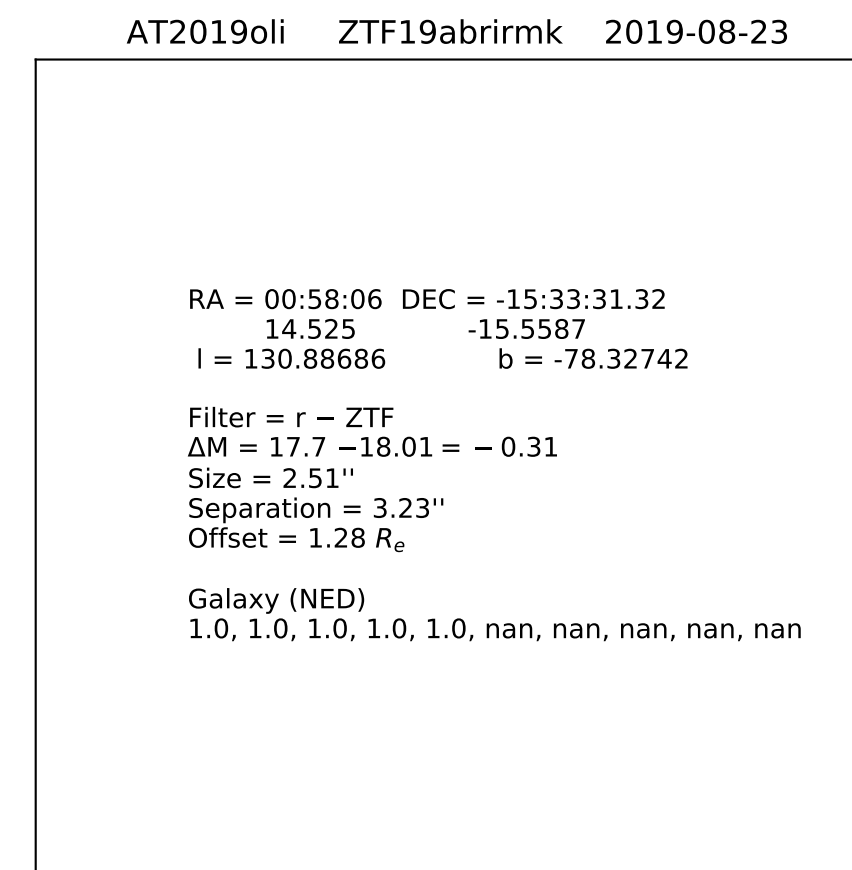 AT2019oli ZTF19abrirmk 2019-08-23
RA = 00:58:06 DEC = -15:33:31.32
14.525 -15.5587
l = 130.88686 b = -78.32742
Filter = r − ZTF
ΔM = 17.7 −18.01 = − 0.31
Size = 2.51''
Separation = 3.23''
Offset = 1.28 Re
Galaxy (NED)
1.0, 1.0, 1.0, 1.0, 1.0, nan, nan, nan, nan, nan